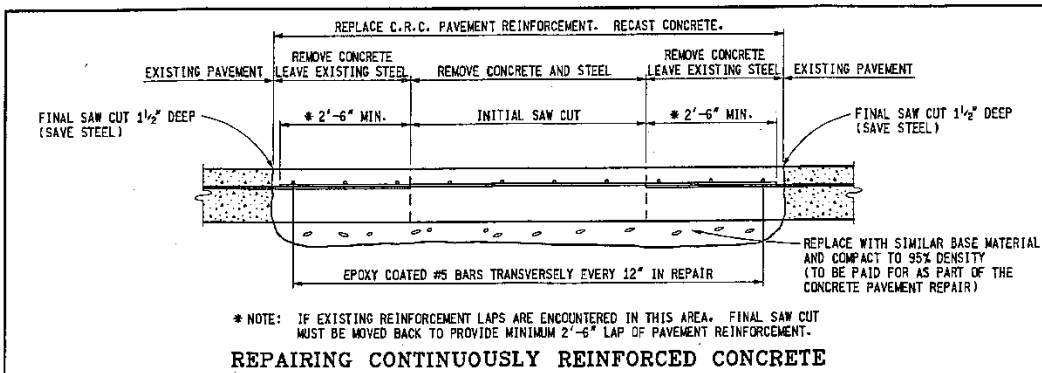 REPLACE C.R.C. PAVEMENT REINFORCEMENT. RECAST CONCRETE.
EXISTING PAVEMENT
REMOVE CONCRETE
LEAVE EXISTING STEEL
REMOVE CONCRETE AND STEEL
REMOVE CONCRETE
LEAVE EXISTING STEEL
EXISTING PAVEMENT
FINAL SAW CUT 1½" DEEP
(SAVE STEEL)
* 2'-6" MIN.
INITIAL SAW CUT
* 2'-6" MIN.
FINAL SAW CUT 1½" DEEP
(SAVE STEEL)
REPLACE WITH SIMILAR BASE MATERIAL
AND COMPACT TO 95% DENSITY
(TO BE PAID FOR AS PART OF THE
CONCRETE PAVEMENT REPAIR)
EPOXY COATED #5 BARS TRANSVERSELY EVERY 12" IN REPAIR
* NOTE: IF EXISTING REINFORCEMENT LAPS ARE ENCOUNTERED IN THIS AREA. FINAL SAW CUT
MUST BE MOVED BACK TO PROVIDE MINIMUM 2'-6" LAP OF PAVEMENT REINFORCEMENT.
REPAIRING CONTINUOUSLY REINFORCED CONCRETE